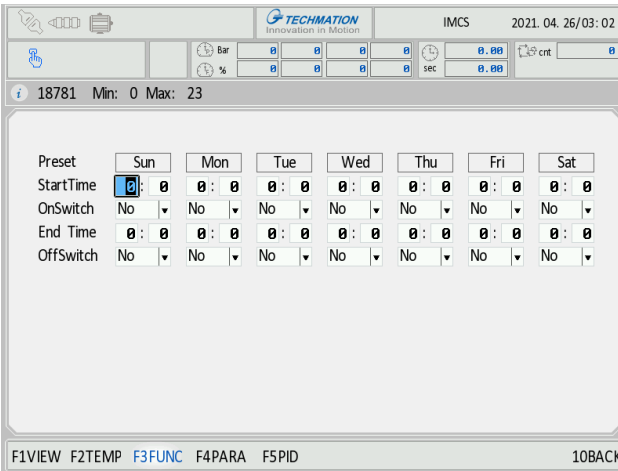 TECHMATION
Innovation in Motion
IMCS 2021. 04. 26/03: 02
Bar 0 0 0 0 0.00 cnt 0
% 0 0 0 0 sec 0.00
i 18781 Min: 0 Max: 23
Preset Sun Mon Tue Wed Thu Fri Sat
StartTime 0: 0 0: 0 0: 0 0: 0 0: 0 0: 0 0: 0
OnSwitch No No No No No No No
End Time 0: 0 0: 0 0: 0 0: 0 0: 0 0: 0 0: 0
OffSwitch No No No No No No No
F1VIEW F2TEMP F3FUNC F4PARA F5PID 10BACK